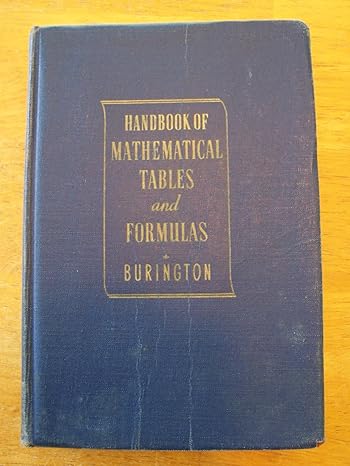 HANDBOOK OF
MATHEMATICAL
TABLES
and
FORMULAS
BURINGTON